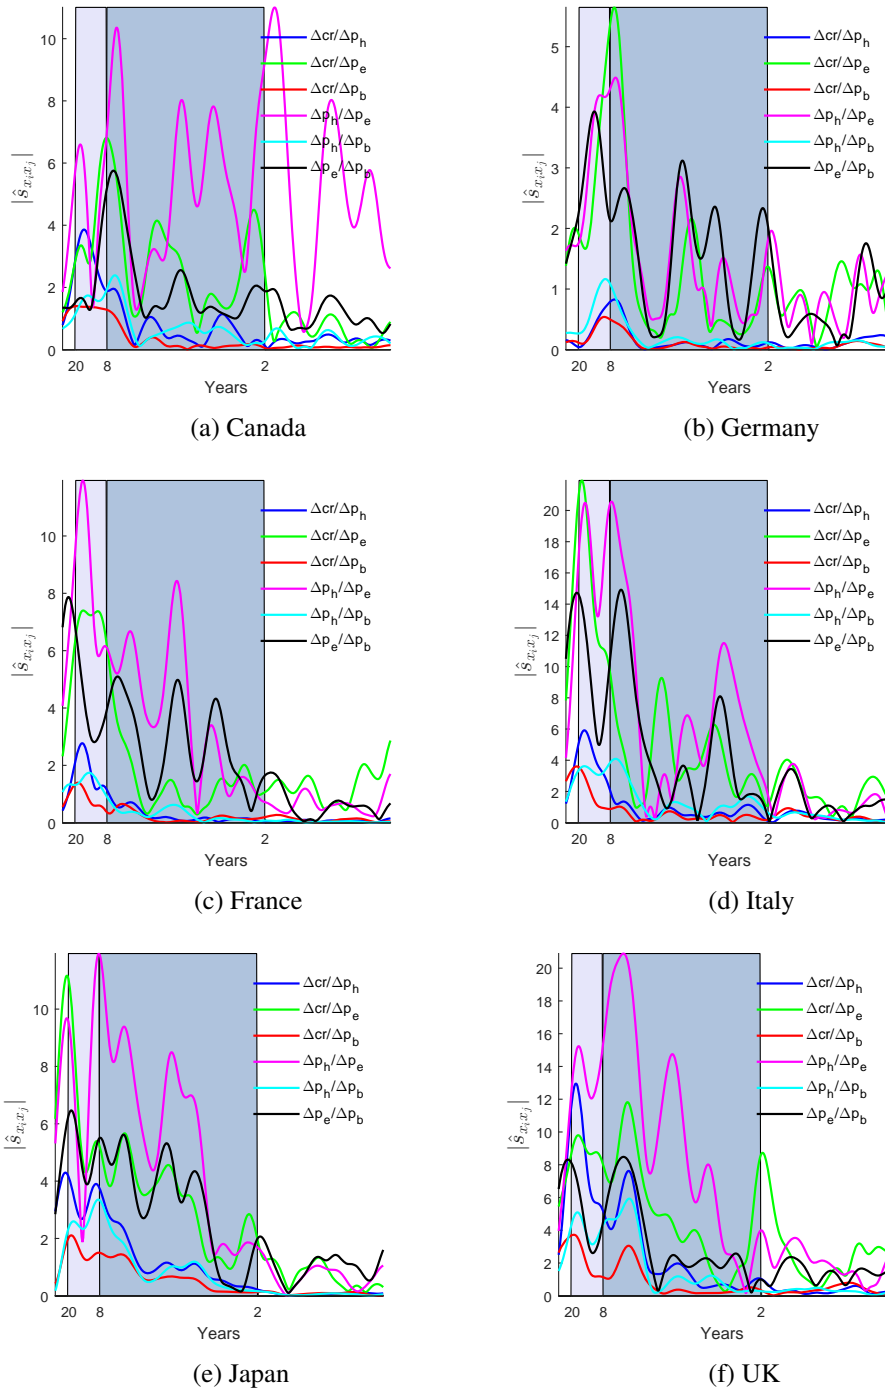 10
8
6
4
2
0
20
8
2
Years
|ŝ_{x_i x_j}|
Δcr/Δp_h
Δcr/Δp_e
Δcr/Δp_b
Δp_h/Δp_e
Δp_h/Δp_b
Δp_e/Δp_b
(a) Canada
5
4
3
2
1
0
20
8
2
Years
|ŝ_{x_i x_j}|
Δcr/Δp_h
Δcr/Δp_e
Δcr/Δp_b
Δp_h/Δp_e
Δp_h/Δp_b
Δp_e/Δp_b
(b) Germany
10
8
6
4
2
0
20
8
2
Years
|ŝ_{x_i x_j}|
Δcr/Δp_h
Δcr/Δp_e
Δcr/Δp_b
Δp_h/Δp_e
Δp_h/Δp_b
Δp_e/Δp_b
(c) France
20
18
16
14
12
10
8
6
4
2
0
20
8
2
Years
|ŝ_{x_i x_j}|
Δcr/Δp_h
Δcr/Δp_e
Δcr/Δp_b
Δp_h/Δp_e
Δp_h/Δp_b
Δp_e/Δp_b
(d) Italy
10
8
6
4
2
0
20
8
2
Years
|ŝ_{x_i x_j}|
Δcr/Δp_h
Δcr/Δp_e
Δcr/Δp_b
Δp_h/Δp_e
Δp_h/Δp_b
Δp_e/Δp_b
(e) Japan
20
18
16
14
12
10
8
6
4
2
0
20
8
2
Years
|ŝ_{x_i x_j}|
Δcr/Δp_h
Δcr/Δp_e
Δcr/Δp_b
Δp_h/Δp_e
Δp_h/Δp_b
Δp_e/Δp_b
(f) UK